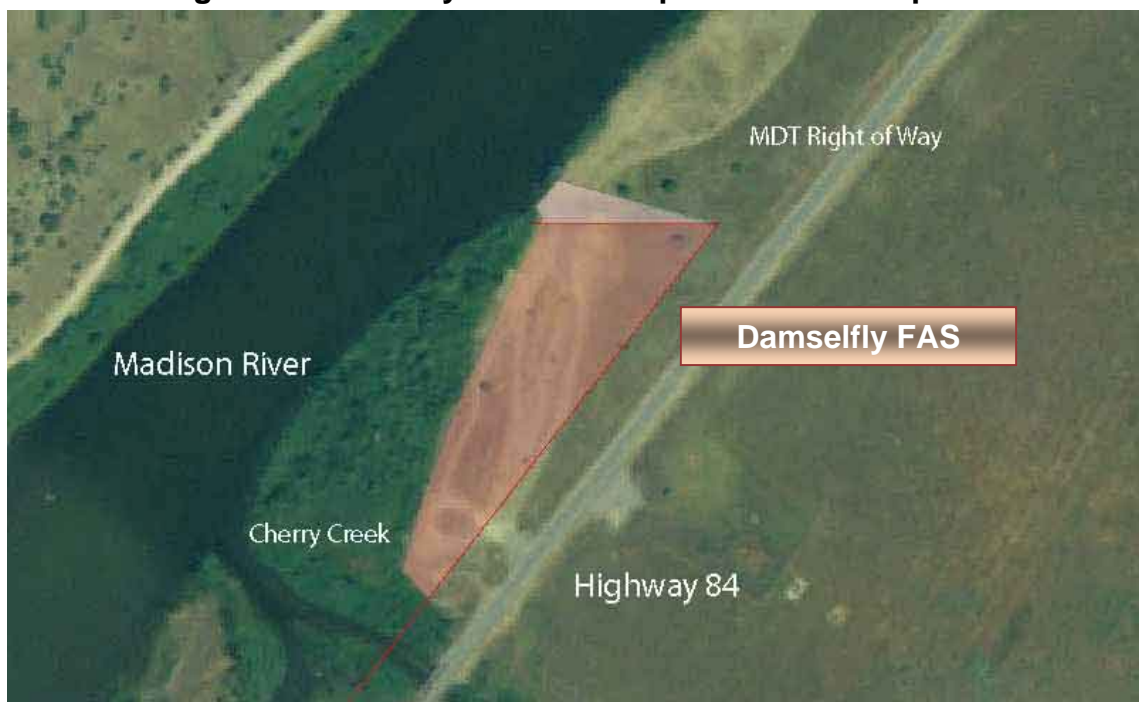 MDT Right of Way
Damselfly FAS
Madison River
Cherry Creek
Highway 84